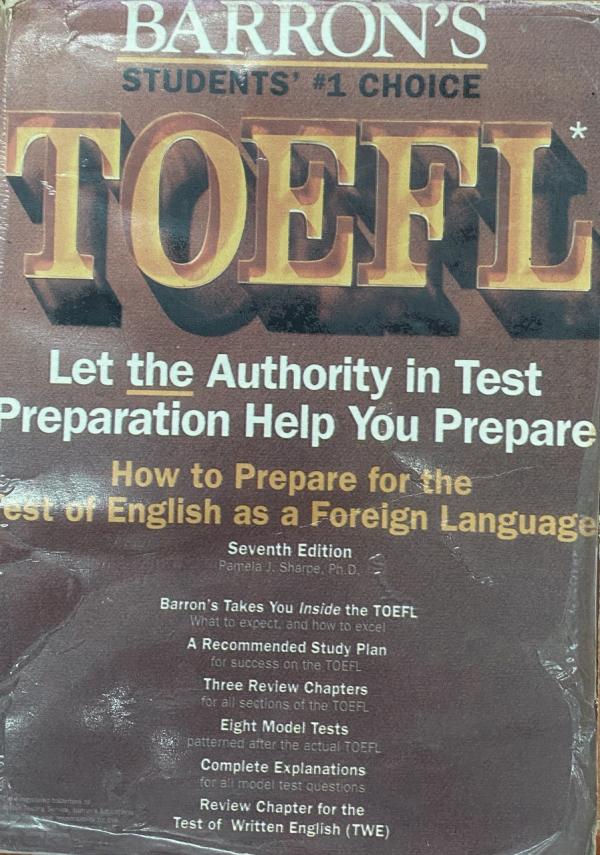 BARRON'S
STUDENTS' #1 CHOICE
TOEFL*
Let the Authority in Test
Preparation Help You Prepare
How to Prepare for the
est of English as a Foreign Language
Seventh Edition
Pamela J. Sharpe, Ph.D.
Barron's Takes You Inside the TOEFL
What to expect, and how to excel
A Recommended Study Plan
for success on the TOEFL
Three Review Chapters
for all sections of the TOEFL
Eight Model Tests
patterned after the actual TOEFL
Complete Explanations
for all model test questions
Review Chapter for the
Test of Written English (TWE)